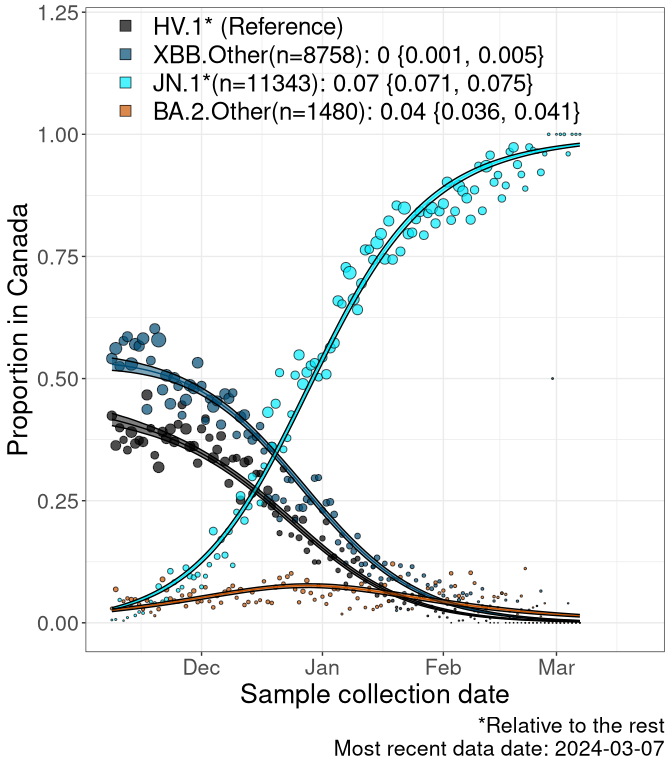 HV.1* (Reference)
XBB.Other(n=8758): 0 {0.001, 0.005}
JN.1*(n=11343): 0.07 {0.071, 0.075}
BA.2.Other(n=1480): 0.04 {0.036, 0.041}
1.25
1.00
0.75
0.50
0.25
0.00
Proportion in Canada
Dec Jan Feb Mar
Sample collection date
*Relative to the rest
Most recent data date: 2024-03-07